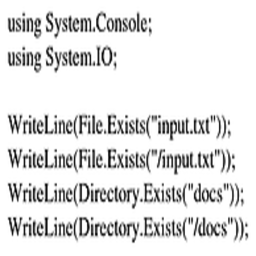 using System.Console;
using System.IO;

WriteLine(File.Exists("input.txt"));
WriteLine(File.Exists("/input.txt"));
WriteLine(Directory.Exists("docs"));
WriteLine(Directory.Exists("/docs"));